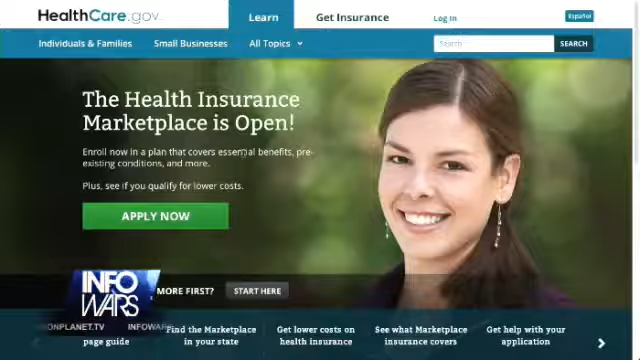 HealthCare.gov
Learn
Get Insurance
Log In
Español
Individuals & Families
Small Businesses
All Topics
Search
SEARCH
The Health Insurance
Marketplace is Open!
Enroll now in a plan that covers essential benefits, pre-
existing conditions, and more.
Plus, see if you qualify for lower costs.
APPLY NOW
INFO
WARS
MORE FIRST?
START HERE
ONPLANET.TV
INFOWAR
page guide
Find the Marketplace
in your state
Get lower costs on
health insurance
See what Marketplace
insurance covers
Get help with your
application